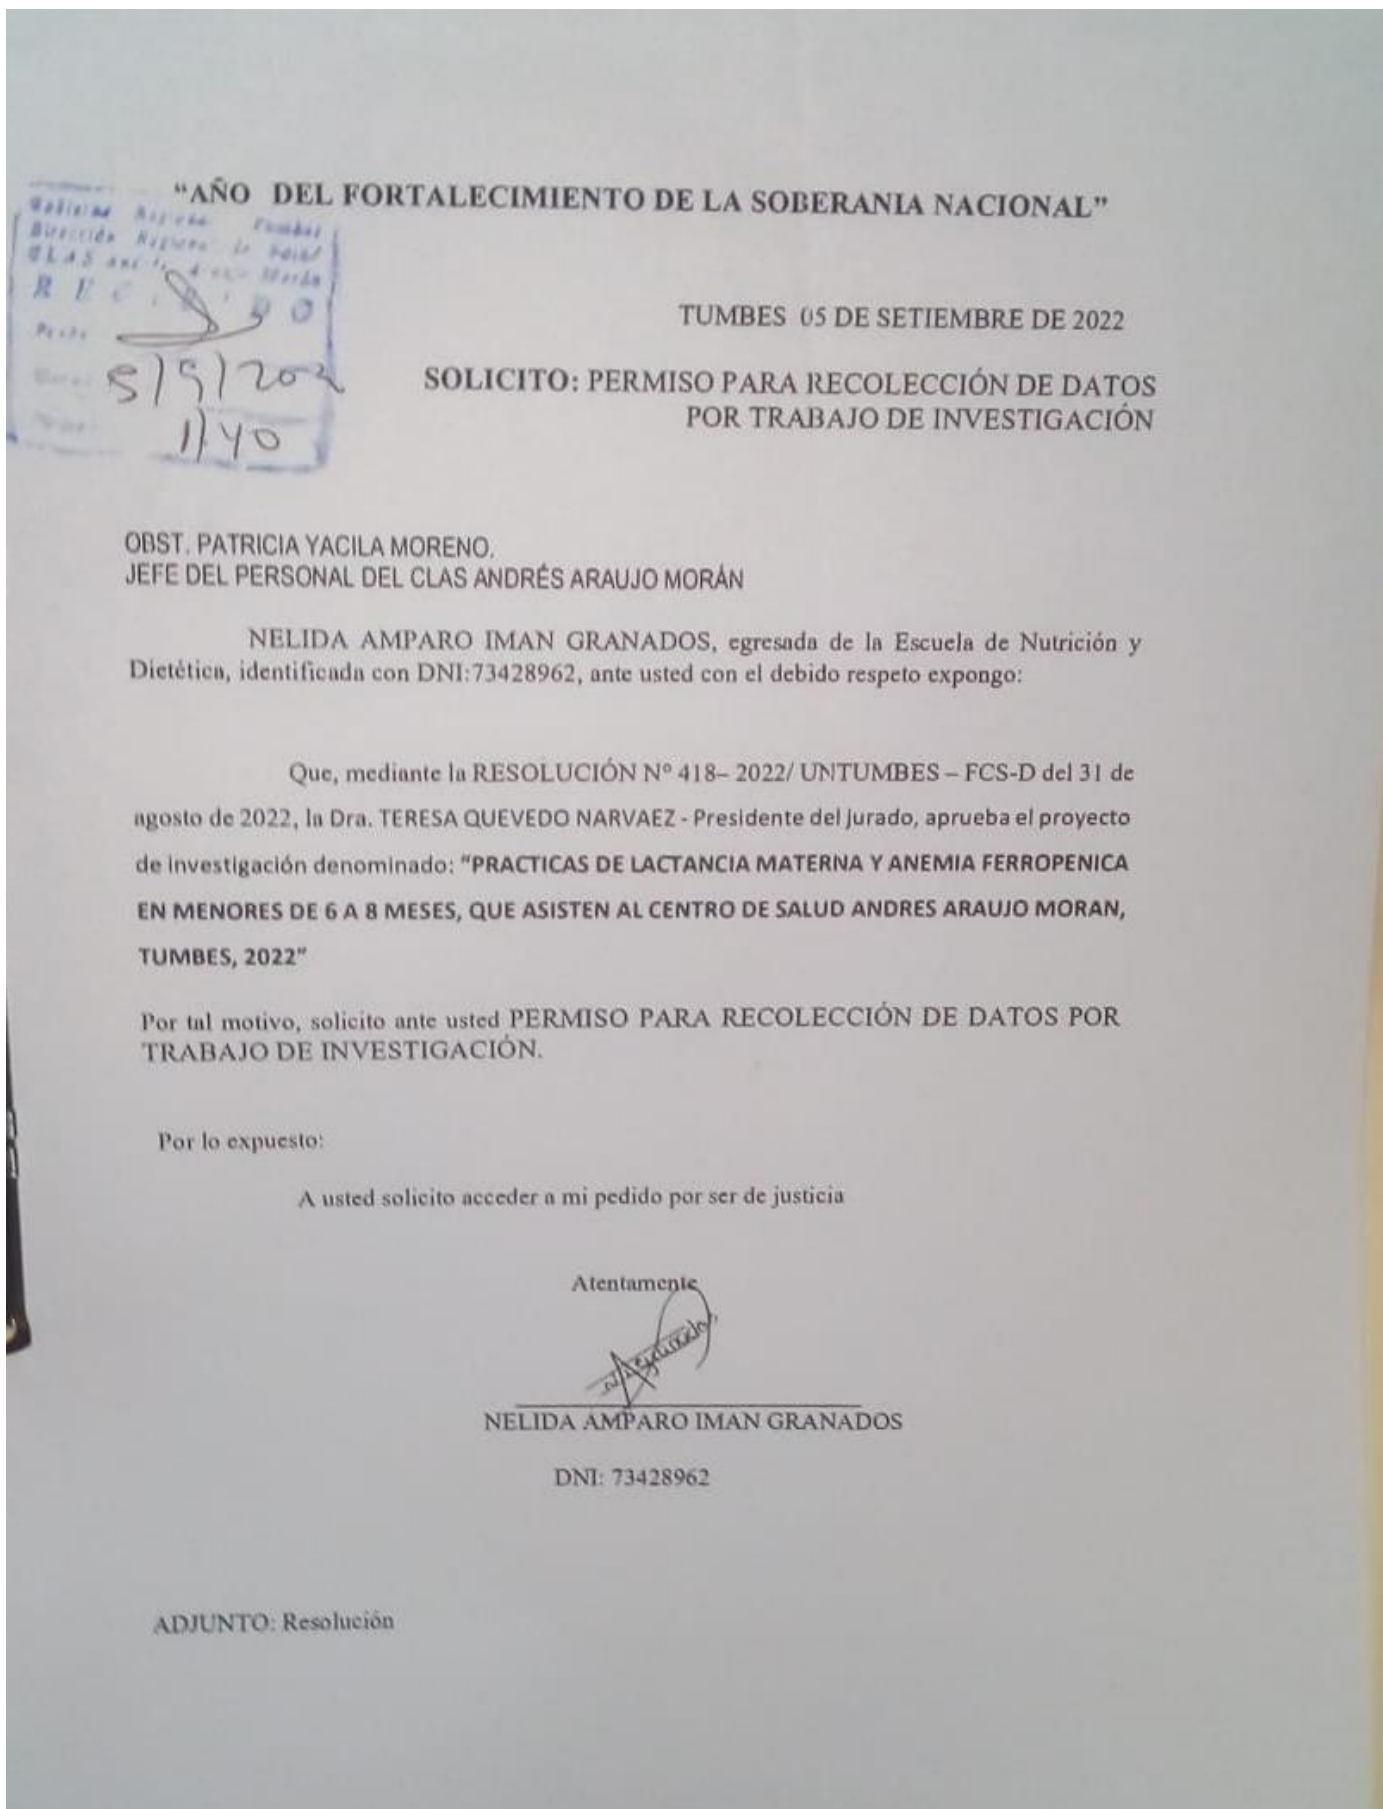 "AÑO DEL FORTALECIMIENTO DE LA SOBERANIA NACIONAL"
Dirección de Salud
CLAS Morán
TUMBES 05 DE SETIEMBRE DE 2022
5/9/202
11/40
SOLICITO: PERMISO PARA RECOLECCIÓN DE DATOS
POR TRABAJO DE INVESTIGACIÓN
OBST. PATRICIA YACILA MORENO.
JEFE DEL PERSONAL DEL CLAS ANDRÉS ARAUJO MORÁN
NELIDA AMPARO IMAN GRANADOS, egresada de la Escuela de Nutrición y
Dietética, identificada con DNI:73428962, ante usted con el debido respeto expongo:
Que, mediante la RESOLUCIÓN Nº 418– 2022/ UNTUMBES – FCS-D del 31 de
agosto de 2022, la Dra. TERESA QUEVEDO NARVAEZ - Presidente del jurado, aprueba el proyecto
de investigación denominado: "PRACTICAS DE LACTANCIA MATERNA Y ANEMIA FERROPENICA
EN MENORES DE 6 A 8 MESES, QUE ASISTEN AL CENTRO DE SALUD ANDRES ARAUJO MORAN,
TUMBES, 2022"
Por tal motivo, solicito ante usted PERMISO PARA RECOLECCIÓN DE DATOS POR
TRABAJO DE INVESTIGACIÓN.
Por lo expuesto:
A usted solicito acceder a mi pedido por ser de justicia
Atentamente
NELIDA AMPARO IMAN GRANADOS
DNI: 73428962
ADJUNTO: Resolución